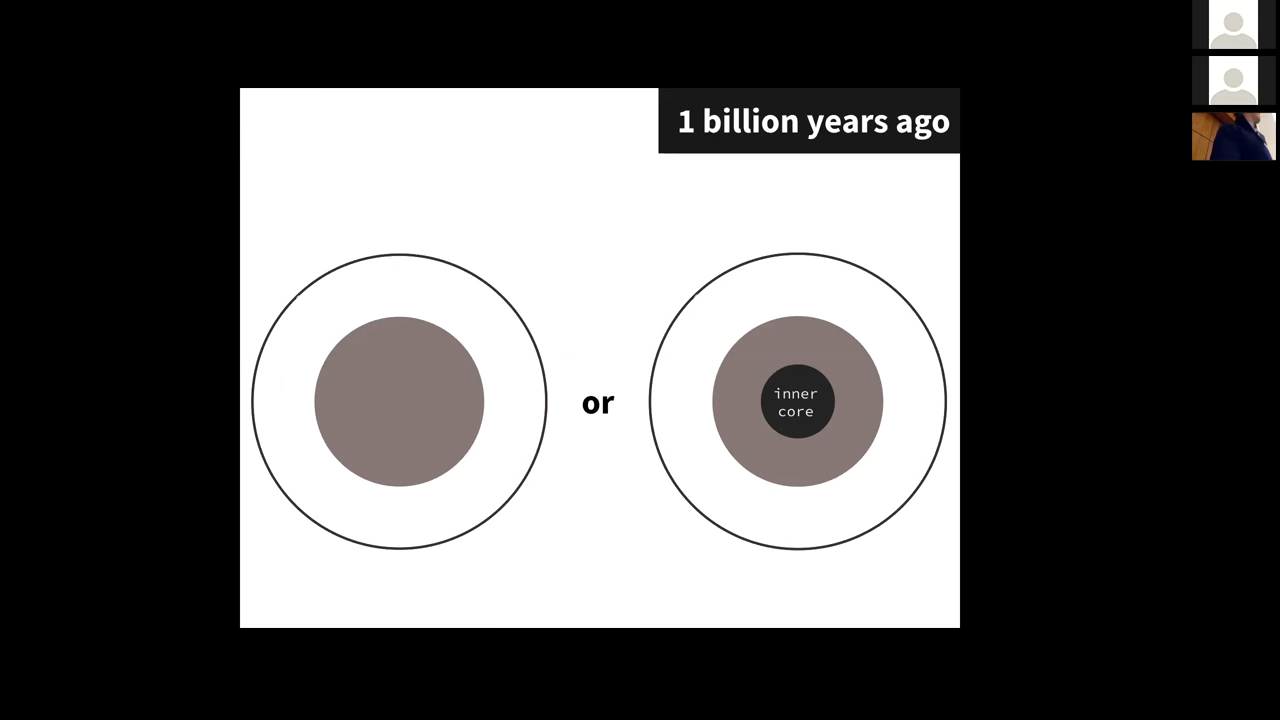 1 billion years ago
or
inner
core